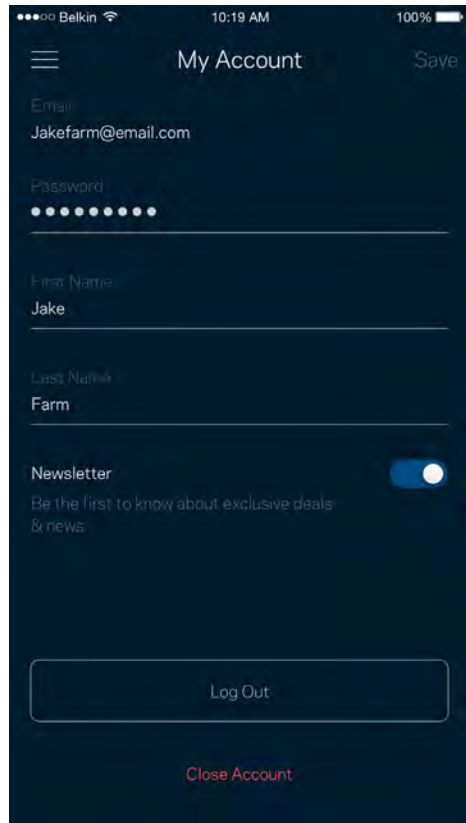 Belkin 10:19 AM 100%
My Account Save
Email
Jakefarm@email.com
Password
●●●●●●●●●
First Name
Jake
Last Name
Farm
Newsletter
Be the first to know about exclusive deals
& news.
Log Out
Close Account